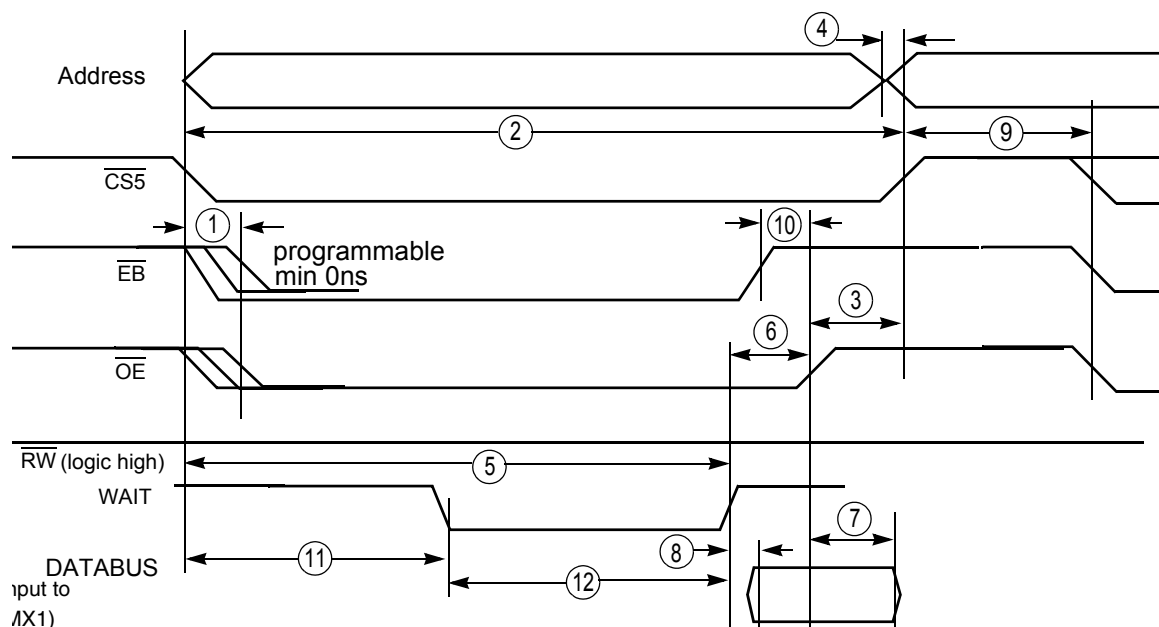 4
Address
2
9
CS5
1
10
programmable
min 0ns
EB
3
6
OE
RW (logic high)
5
WAIT
7
8
11
DATABUS
12
nput to
MX1)